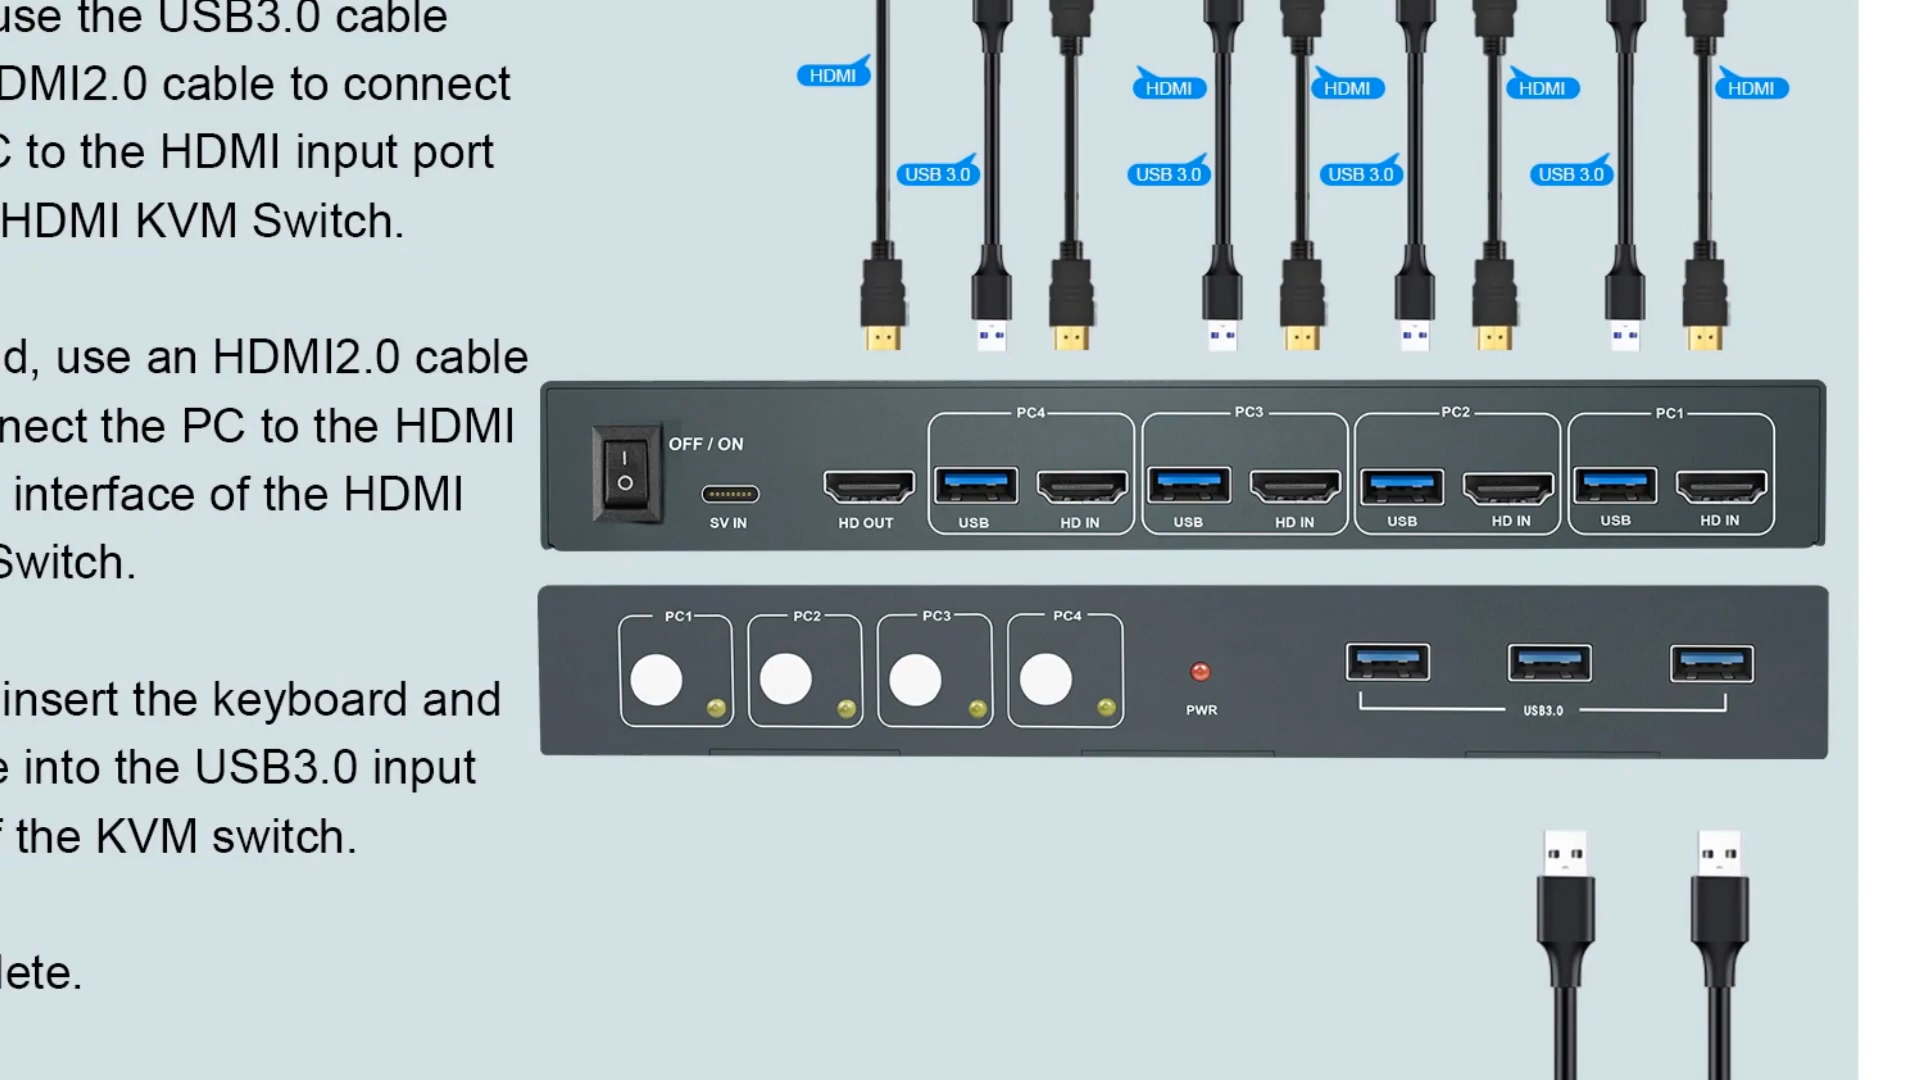 use the USB3.0 cable
HDMI2.0 cable to connect
C to the HDMI input port
HDMI KVM Switch.
d, use an HDMI2.0 cable
nect the PC to the HDMI
interface of the HDMI
Switch.
insert the keyboard and
e into the USB3.0 input
f the KVM switch.
lete.
HDMI
HDMI
HDMI
HDMI
HDMI
USB 3.0
USB 3.0
USB 3.0
USB 3.0
PC4
PC3
PC2
PC1
OFF / ON
SV IN
HD OUT
USB
HD IN
USB
HD IN
USB
HD IN
USB
HD IN
PC1
PC2
PC3
PC4
PWR
USB3.0